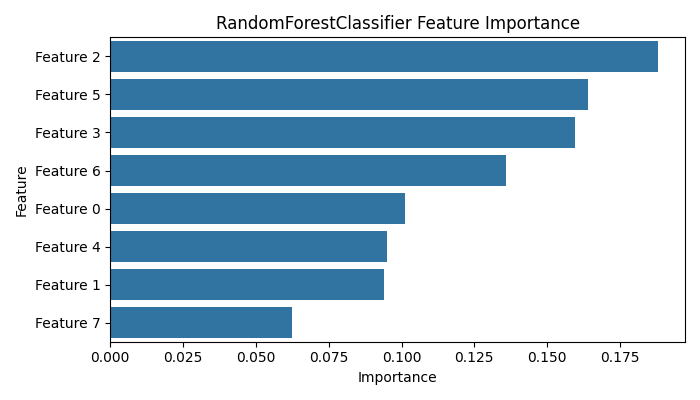 RandomForestClassifier Feature Importance
Feature 2
Feature 5
Feature 3
Feature 6
Feature 0
Feature 4
Feature 1
Feature 7
Feature
0.000 0.025 0.050 0.075 0.100 0.125 0.150 0.175
Importance